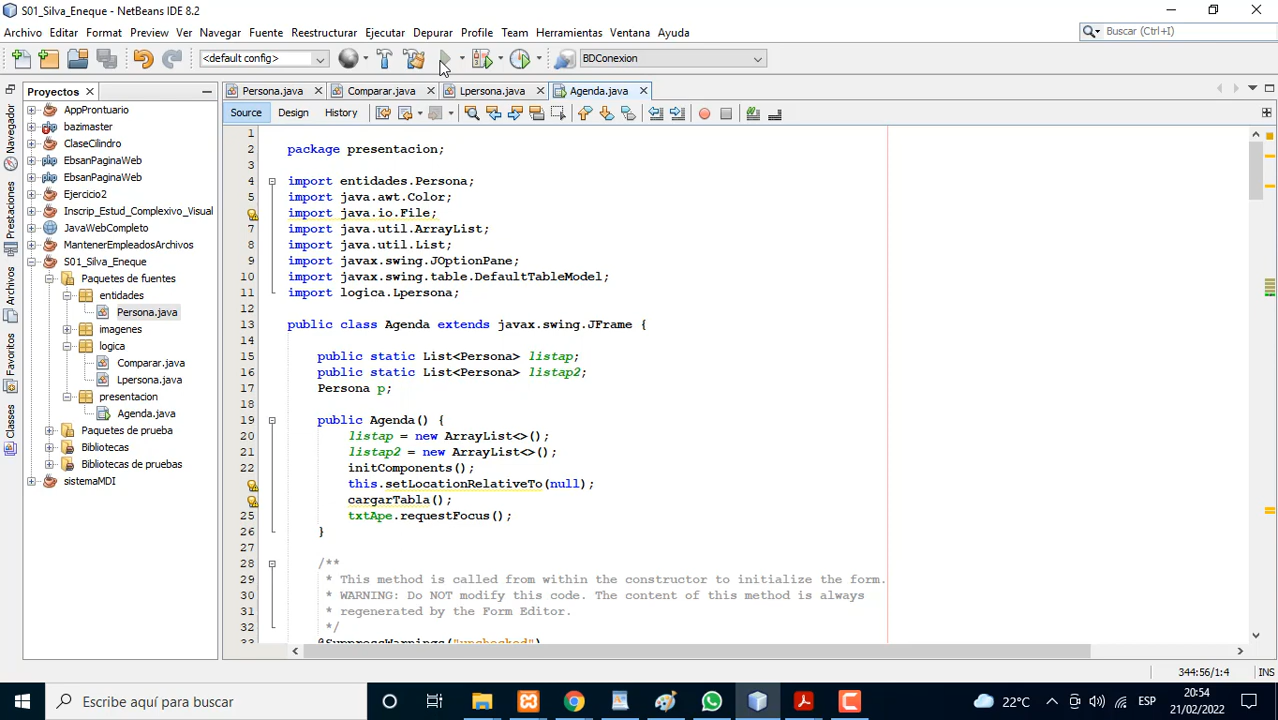 S01_Silva_Eneque - NetBeans IDE 8.2
Archivo Editar Format Preview Ver Navegar Fuente Reestructurar Ejecutar Depurar Profile Team Herramientas Ventana Ayuda
Buscar (Ctrl+I)
<default config>
BDConexion
Proyectos
Persona.java
Comparar.java
Lpersona.java
Agenda.java
Source Design History
Navegador
Prestaciones
Archivos
Favoritos
Classes
AppProntuario
bazimaster
ClaseCilindro
EbsanPaginaWeb
EbsanPaginaWeb
Ejercicio2
Inscrip_Estud_Complexivo_Visual
JavaWebCompleto
MantenerEmpleadosArchivos
S01_Silva_Eneque
Paquetes de fuentes
entidades
Persona.java
imagenes
logica
Comparar.java
Lpersona.java
presentacion
Agenda.java
Paquetes de prueba
Bibliotecas
Bibliotecas de pruebas
sistemaMDI
1
2 package presentacion;
3
4 import entidades.Persona;
5 import java.awt.Color;
import java.io.File;
7 import java.util.ArrayList;
8 import java.util.List;
9 import javax.swing.JOptionPane;
10 import javax.swing.table.DefaultTableModel;
11 import logica.Lpersona;
12
13 public class Agenda extends javax.swing.JFrame {
14
15 public static List<Persona> listap;
16 public static List<Persona> listap2;
17 Persona p;
18
19 public Agenda() {
20 listap = new ArrayList<>();
21 listap2 = new ArrayList<>();
22 initComponents();
this.setLocationRelativeTo(null);
cargarTabla();
25 txtApe.requestFocus();
26 }
27
28 /**
29 * This method is called from within the constructor to initialize the form.
30 * WARNING: Do NOT modify this code. The content of this method is always
31 * regenerated by the Form Editor.
32 */
33 @SuppressWarnings("unchecked")
344:56/1:4 INS
Escribe aquí para buscar
22°C
ESP
20:54
21/02/2022